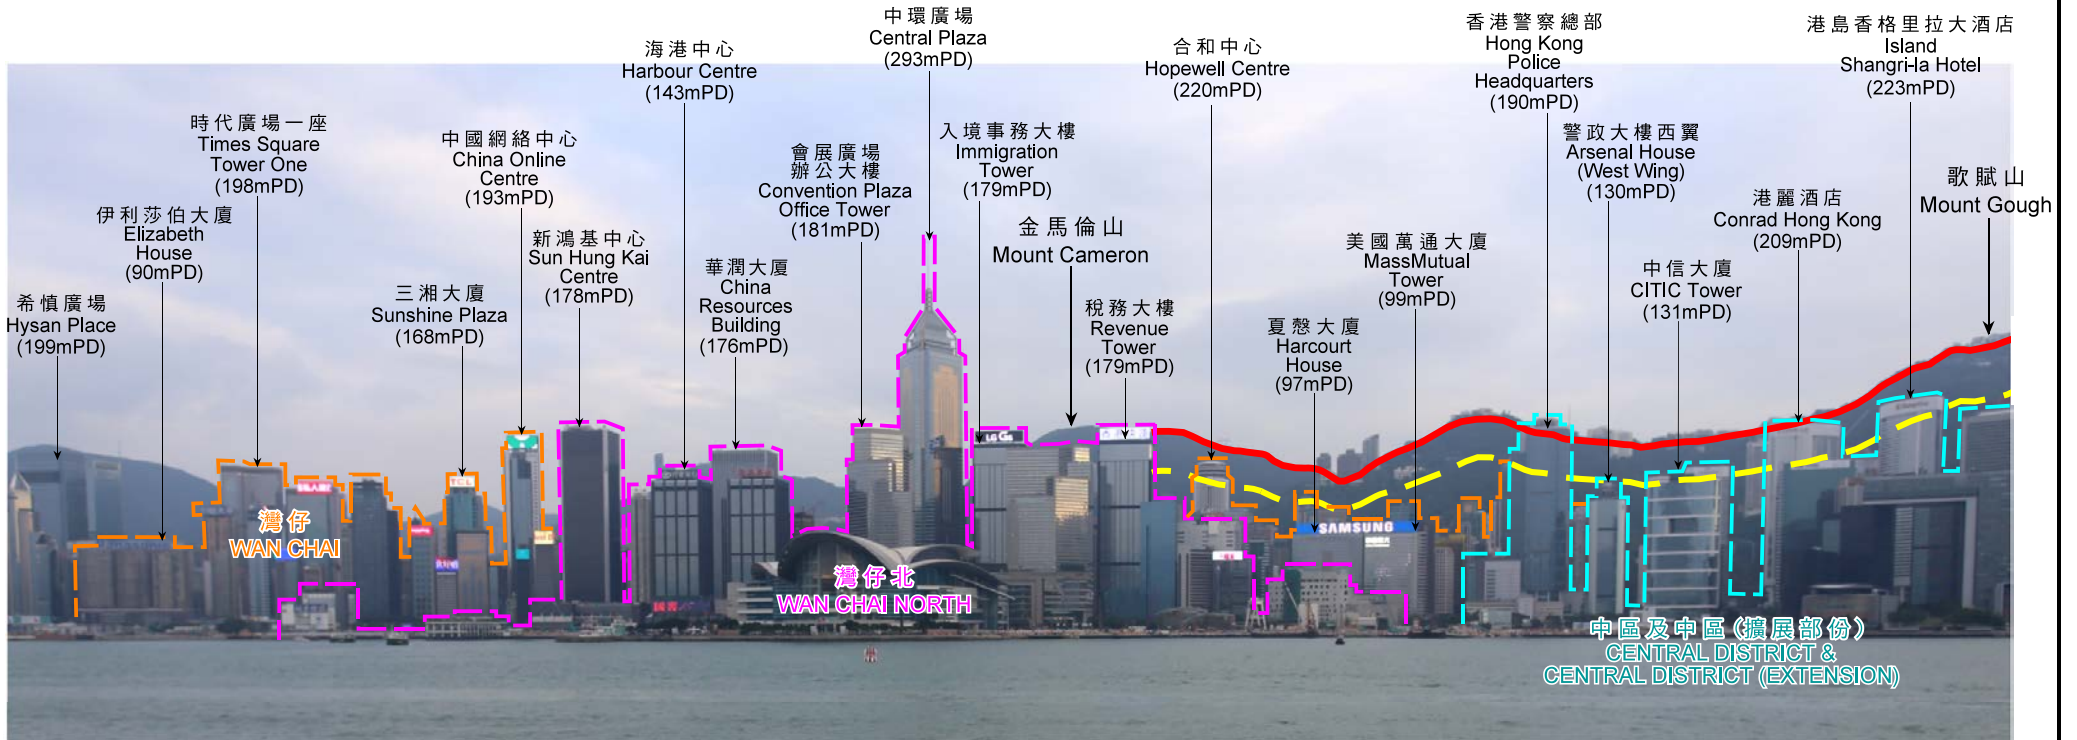 希慎廣場
Hysan Place
(199mPD)
伊利莎伯大廈
Elizabeth
House
(90mPD)
時代廣場一座
Times Square
Tower One
(198mPD)
三湘大廈
Sunshine Plaza
(168mPD)
中國網絡中心
China Online
Centre
(193mPD)
新鴻基中心
Sun Hung Kai
Centre
(178mPD)
海港中心
Harbour Centre
(143mPD)
華潤大厦
China
Resources
Building
(176mPD)
會展廣場
辦公大樓
Convention Plaza
Office Tower
(181mPD)
中環廣場
Central Plaza
(293mPD)
入境事務大樓
Immigration
Tower
(179mPD)
金馬倫山
Mount Cameron
稅務大樓
Revenue
Tower
(179mPD)
合和中心
Hopewell Centre
(220mPD)
夏慤大廈
Harcourt
House
(97mPD)
美國萬通大廈
MassMutual
Tower
(99mPD)
香港警察總部
Hong Kong
Police
Headquarters
(190mPD)
警政大樓西翼
Arsenal House
(West Wing)
(130mPD)
中信大廈
CITIC Tower
(131mPD)
港麗酒店
Conrad Hong Kong
(209mPD)
港島香格里拉大酒店
Island
Shangri-la Hotel
(223mPD)
歌賦山
Mount Gough
TCL
LG G5
SAMSUNG
灣仔
WAN CHAI
灣仔北
WAN CHAI NORTH
中區及中區(擴展部份)
CENTRAL DISTRICT &
CENTRAL DISTRICT (EXTENSION)